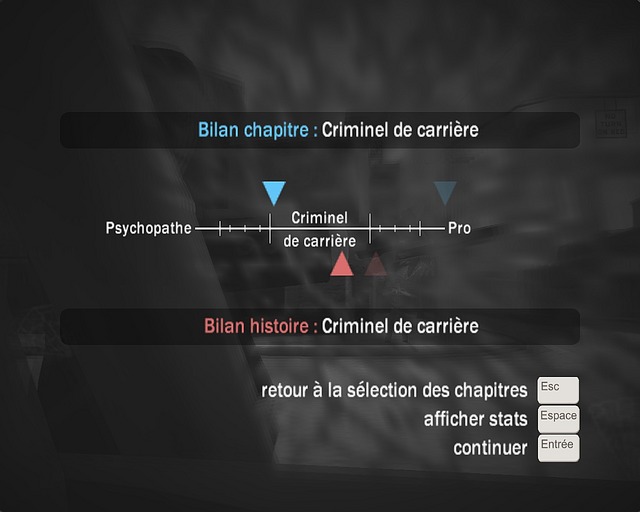 Bilan chapitre : Criminel de carrière
Psychopathe
Criminel
de carrière
Pro
Bilan histoire : Criminel de carrière
retour à la sélection des chapitres Esc
afficher stats Espace
continuer Entrée